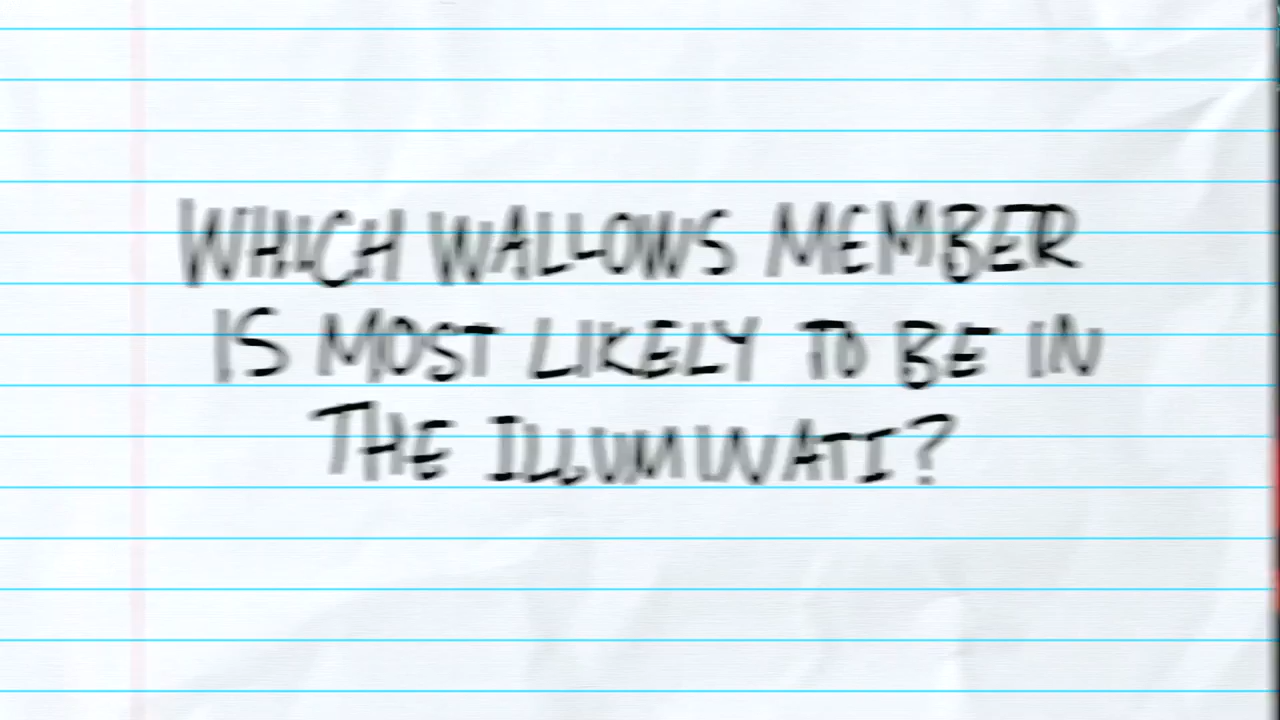 WHICH WALLOWS MEMBER
IS MOST LIKELY TO BE IN
THE ILLUMINATI?